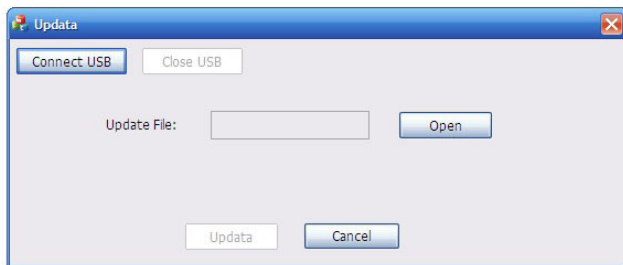 Updata
Connect USB Close USB
Update File: Open
Updata Cancel